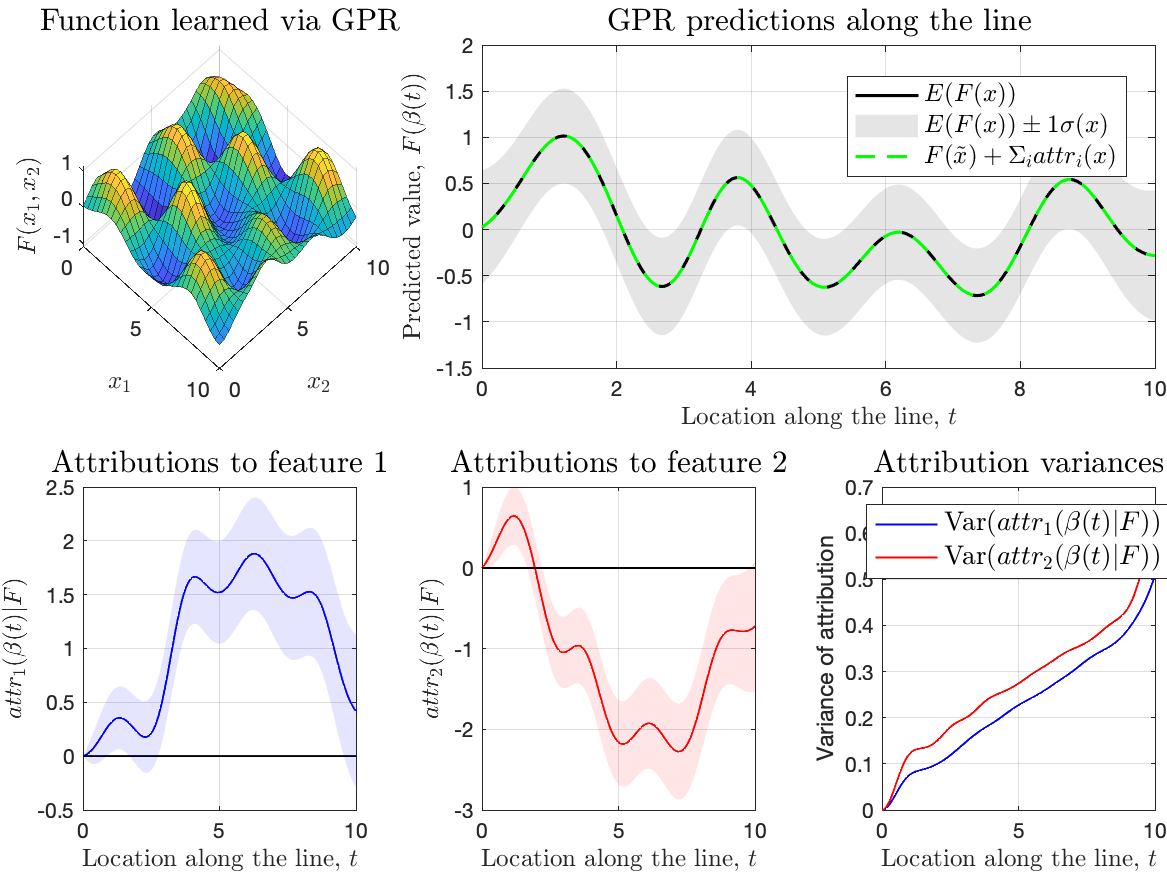 Function learned via GPR
F(x₁, x₂)
1
0
-1
0
5
10
x₁
0
5
10
x₂
GPR predictions along the line
Predicted value, F(β(t))
2
1.5
1
0.5
0
-0.5
-1
-1.5
E(F(x))
E(F(x)) ± 1σ(x)
F(x̃) + Σᵢattrᵢ(x)
0
2
4
6
8
10
Location along the line, t
Attributions to feature 1
attr₁(β(t)|F)
2.5
2
1.5
1
0.5
0
-0.5
0
5
10
Location along the line, t
Attributions to feature 2
attr₂(β(t)|F)
1
0
-1
-2
-3
0
5
10
Location along the line, t
Attribution variances
Variance of attribution
0.7
0.5
0.4
0.3
0.2
0.1
0
Var(attr₁(β(t)|F))
Var(attr₂(β(t)|F))
0
5
10
Location along the line, t